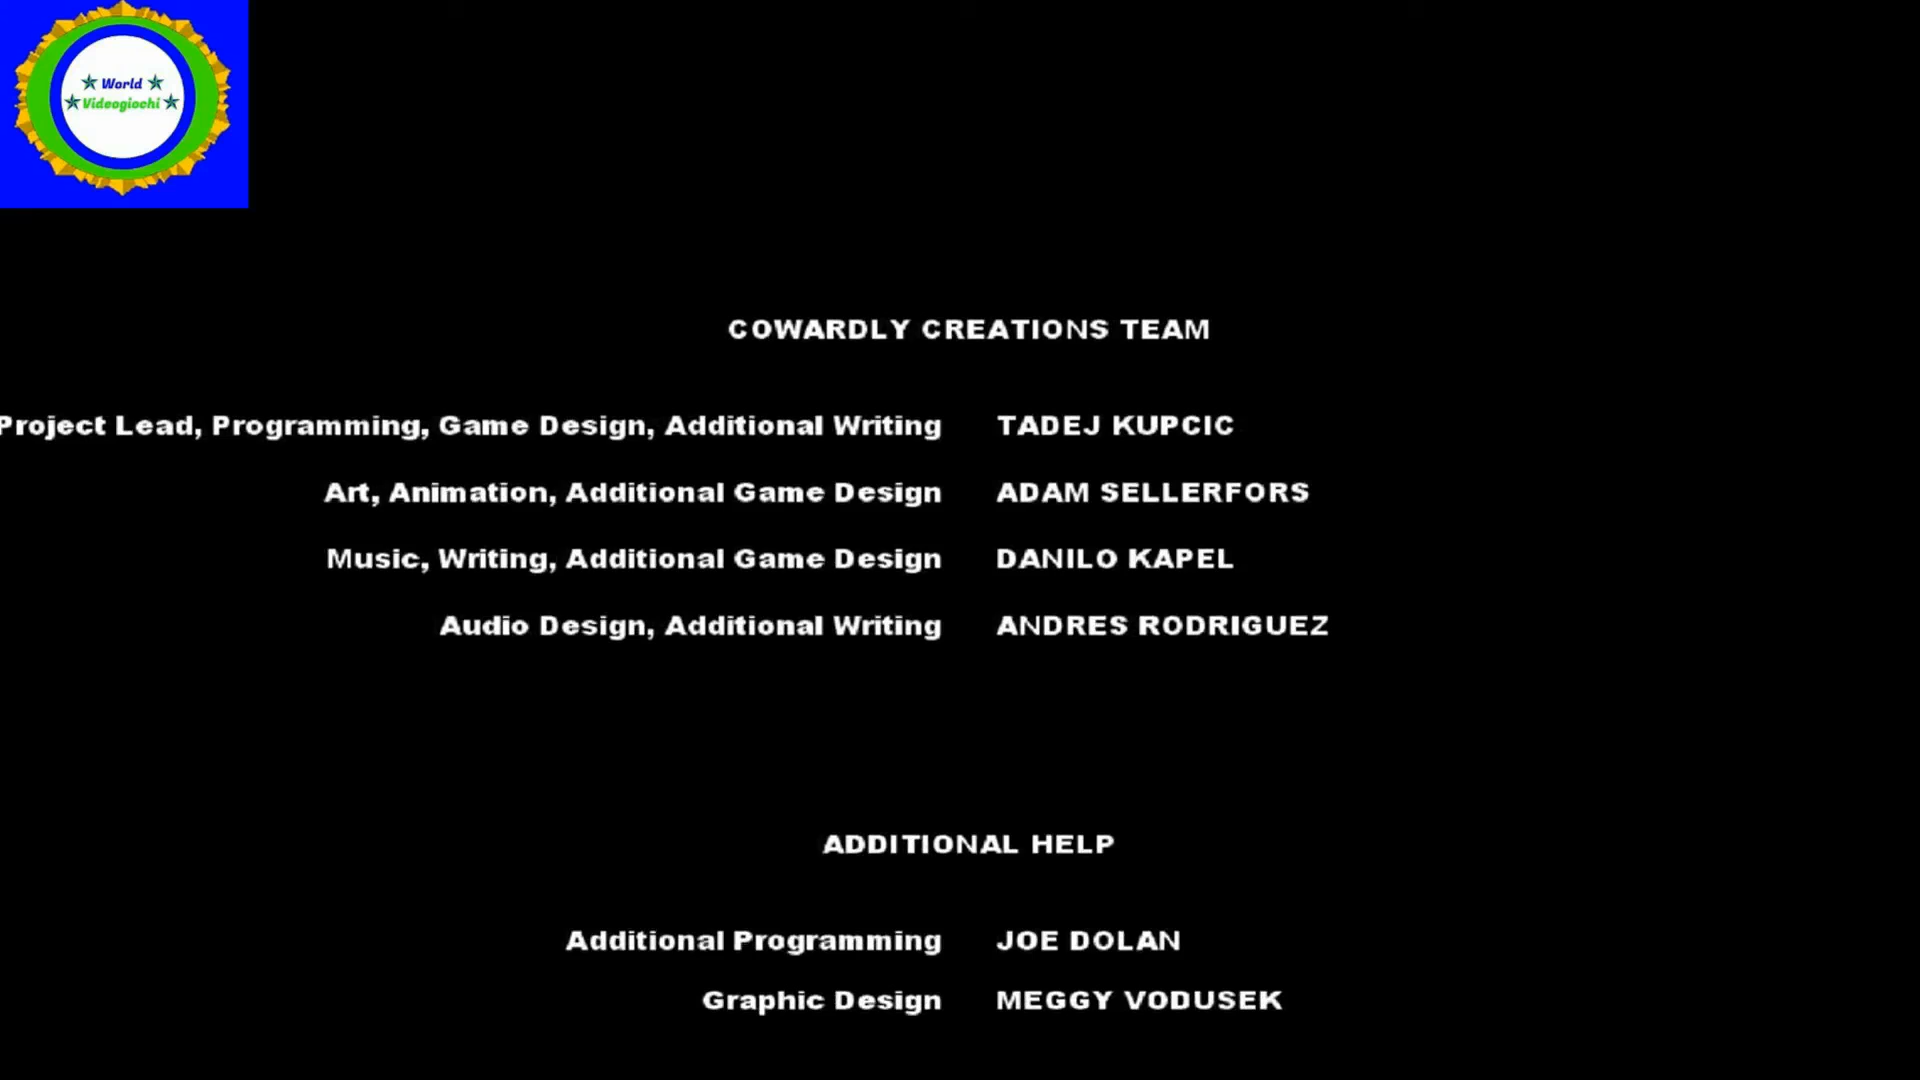 World
Videogiochi
COWARDLY CREATIONS TEAM
Project Lead, Programming, Game Design, Additional Writing TADEJ KUPCIC
Art, Animation, Additional Game Design ADAM SELLERFORS
Music, Writing, Additional Game Design DANILO KAPEL
Audio Design, Additional Writing ANDRES RODRIGUEZ
ADDITIONAL HELP
Additional Programming JOE DOLAN
Graphic Design MEGGY VODUSEK